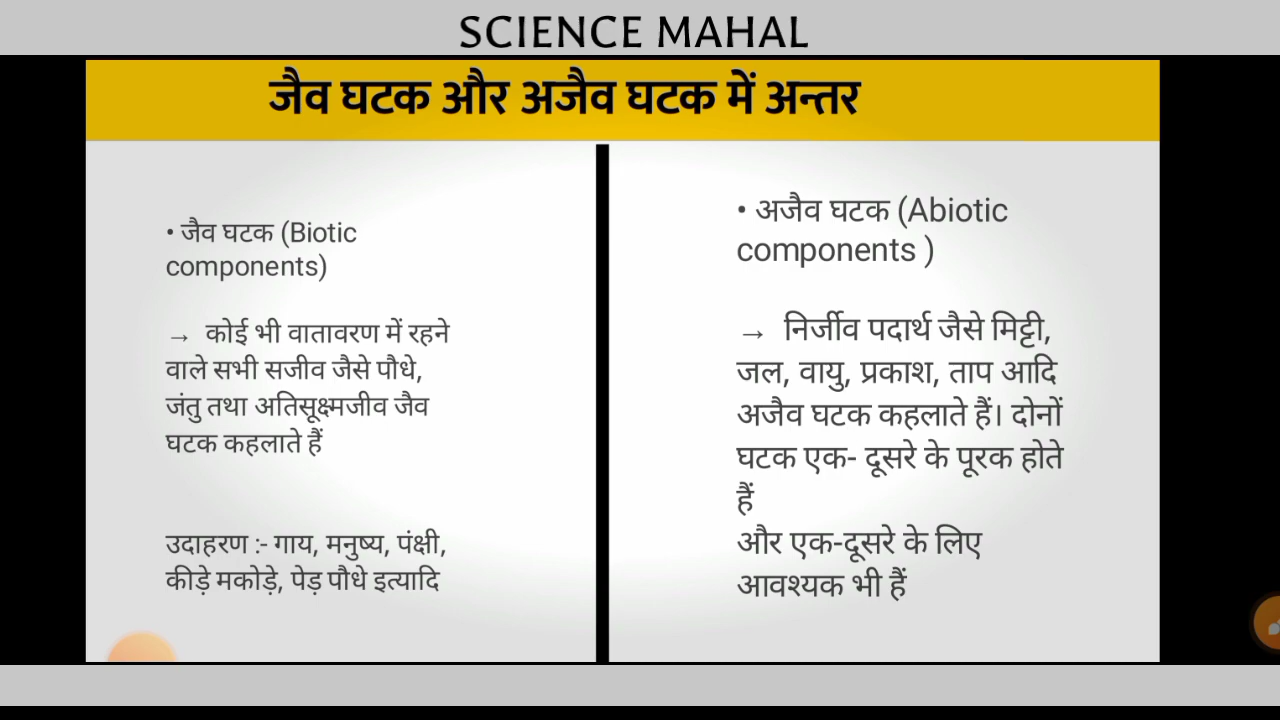 SCIENCE MAHAL
जैव घटक और अजैव घटक में अन्तर
• जैव घटक (Biotic
components)
→ कोई भी वातावरण में रहने
वाले सभी सजीव जैसे पौधे,
जंतु तथा अतिसूक्ष्मजीव जैव
घटक कहलाते हैं
उदाहरण :- गाय, मनुष्य, पंक्षी,
कीड़े मकोड़े, पेड़ पौधे इत्यादि
• अजैव घटक (Abiotic
components )
→ निर्जीव पदार्थ जैसे मिट्टी,
जल, वायु, प्रकाश, ताप आदि
अजैव घटक कहलाते हैं। दोनों
घटक एक- दूसरे के पूरक होते
हैं
और एक-दूसरे के लिए
आवश्यक भी हैं